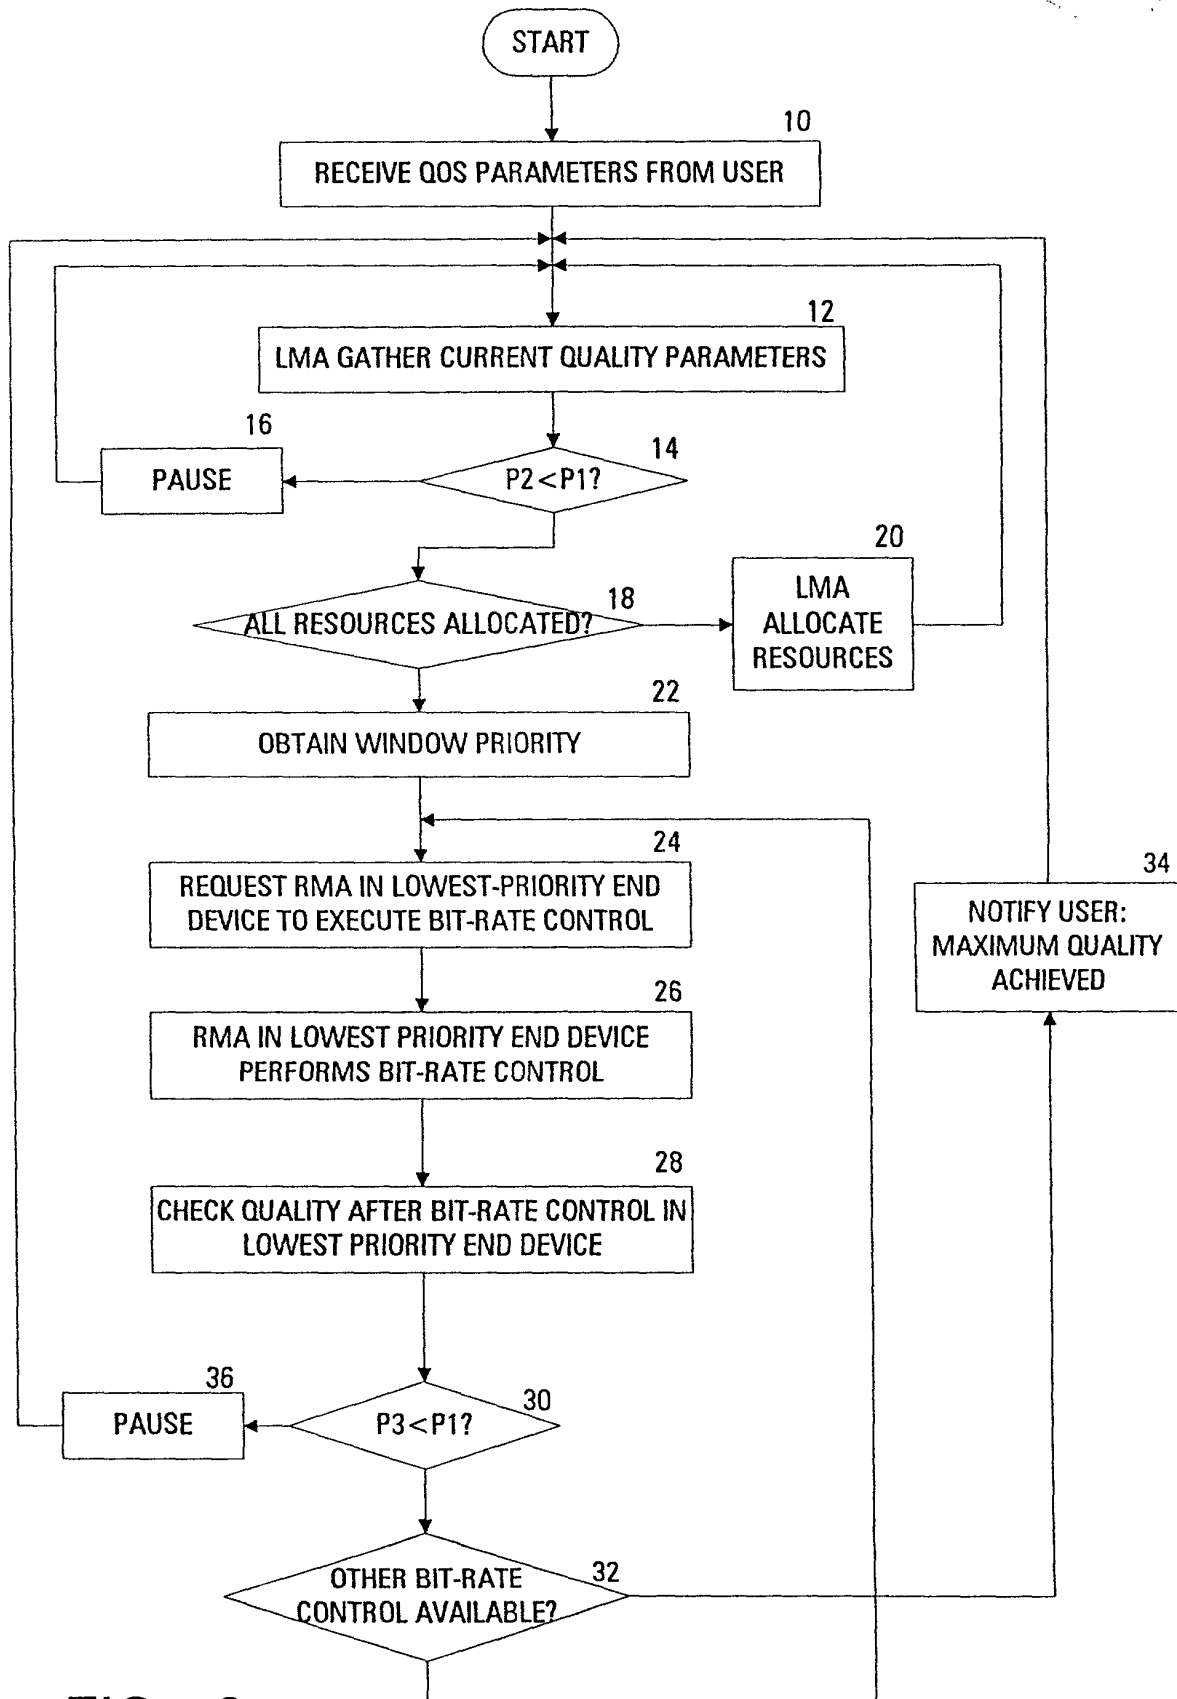 START
10
RECEIVE QOS PARAMETERS FROM USER
12
LMA GATHER CURRENT QUALITY PARAMETERS
16
PAUSE
14
P2<P1?
ALL RESOURCES ALLOCATED?
18
20
LMA
ALLOCATE
RESOURCES
22
OBTAIN WINDOW PRIORITY
24
REQUEST RMA IN LOWEST-PRIORITY END
DEVICE TO EXECUTE BIT-RATE CONTROL
34
NOTIFY USER:
MAXIMUM QUALITY
ACHIEVED
26
RMA IN LOWEST PRIORITY END DEVICE
PERFORMS BIT-RATE CONTROL
28
CHECK QUALITY AFTER BIT-RATE CONTROL IN
LOWEST PRIORITY END DEVICE
36
PAUSE
30
P3<P1?
32
OTHER BIT-RATE
CONTROL AVAILABLE?